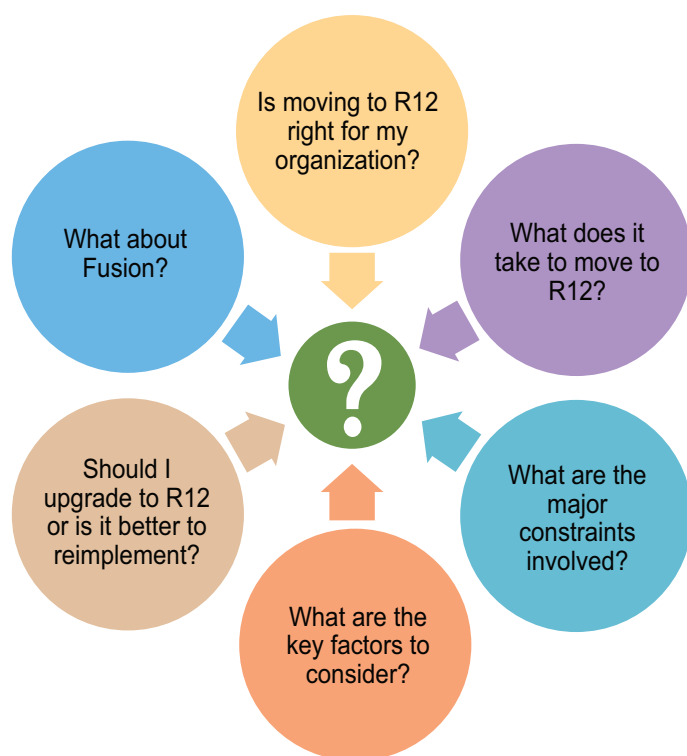 Is moving to R12
right for my
organization?
What does it
take to move to
R12?
What are the
major
constraints
involved?
What are the
key factors to
consider?
Should I
upgrade to R12
or is it better to
reimplement?
What about
Fusion?
?